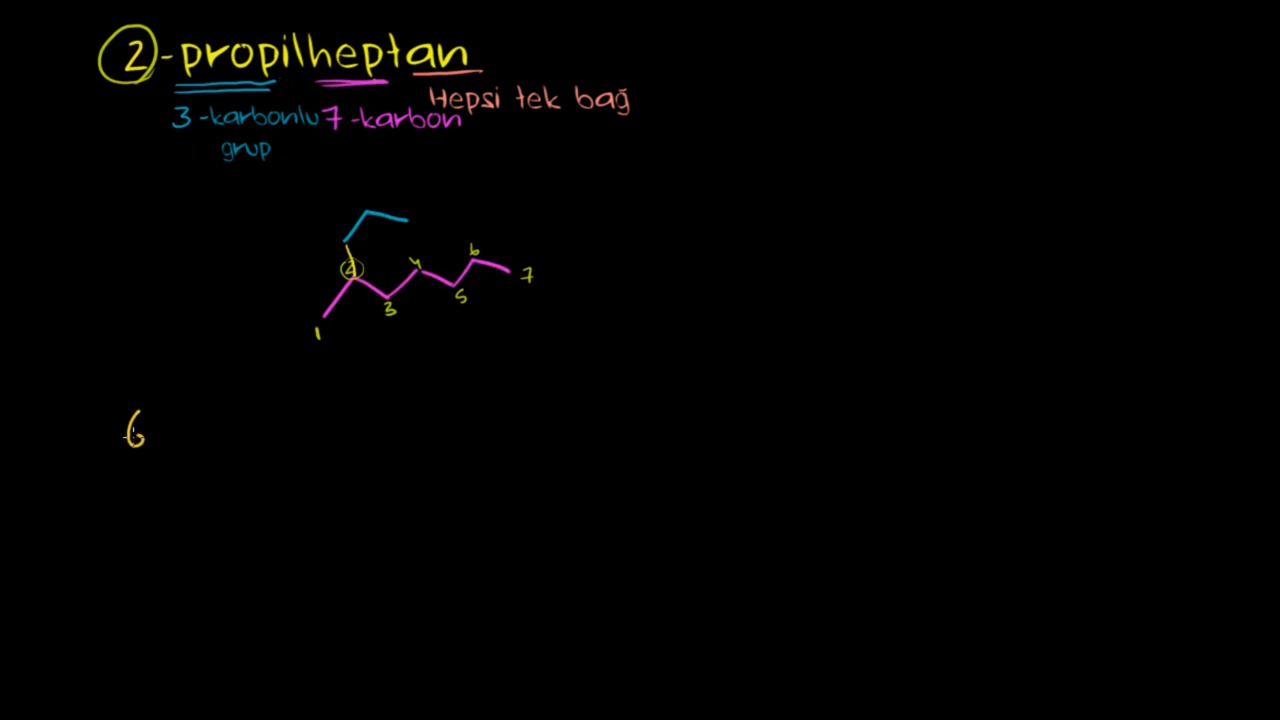 2-propilheptan
Hepsi tek bağ
3-karbonlu 7-karbon
grup
2 4 6 7
3 5
1
6